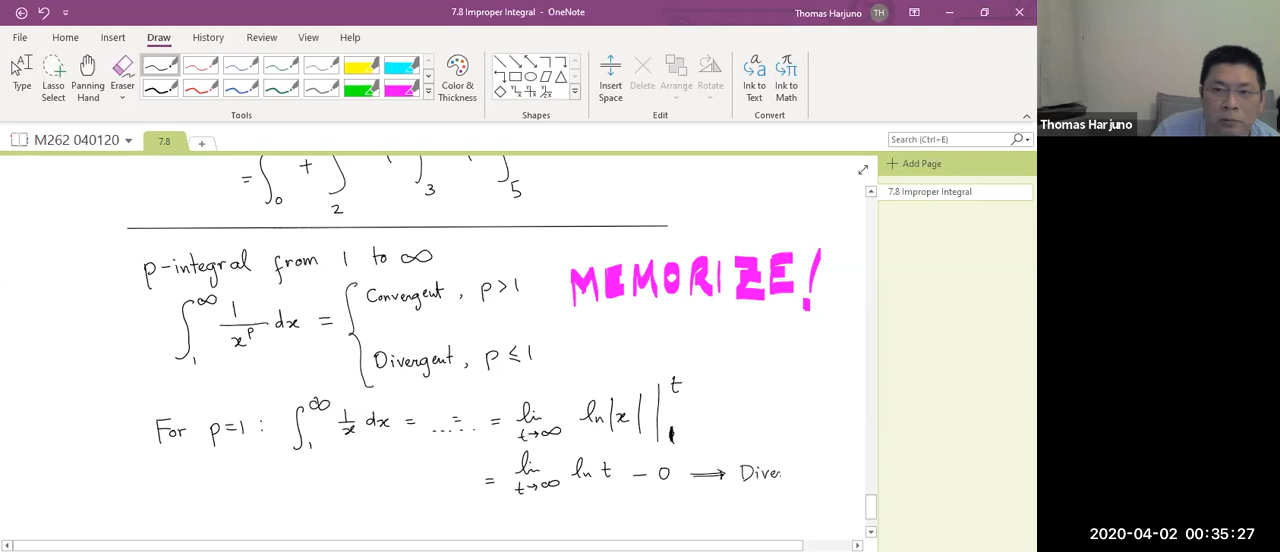 7.8 Improper Integral - OneNote
Thomas Harjuno TH
File Home Insert Draw History Review View Help
Type Lasso Select Panning Hand Eraser Color & Thickness Insert Space Delete Arrange Rotate Ink to Text Ink to Math
Tools Shapes Edit Convert
M262 040120 7.8 Search (Ctrl+E)
Add Page
7.8 Improper Integral
Thomas Harjuno
= ∫₀ + ∫₂ ∫₃ ∫₅
p-integral from 1 to ∞
MEMORIZE!
∫₁^∞ 1/x^p dx = { Convergent, p > 1
Divergent, p ≤ 1
For p=1 : ∫₁^∞ 1/x dx = ..=... = lim t→∞ ln|x| |₁^t
= lim t→∞ ln t – 0 ⟹ Dive
2020-04-02 00:35:27